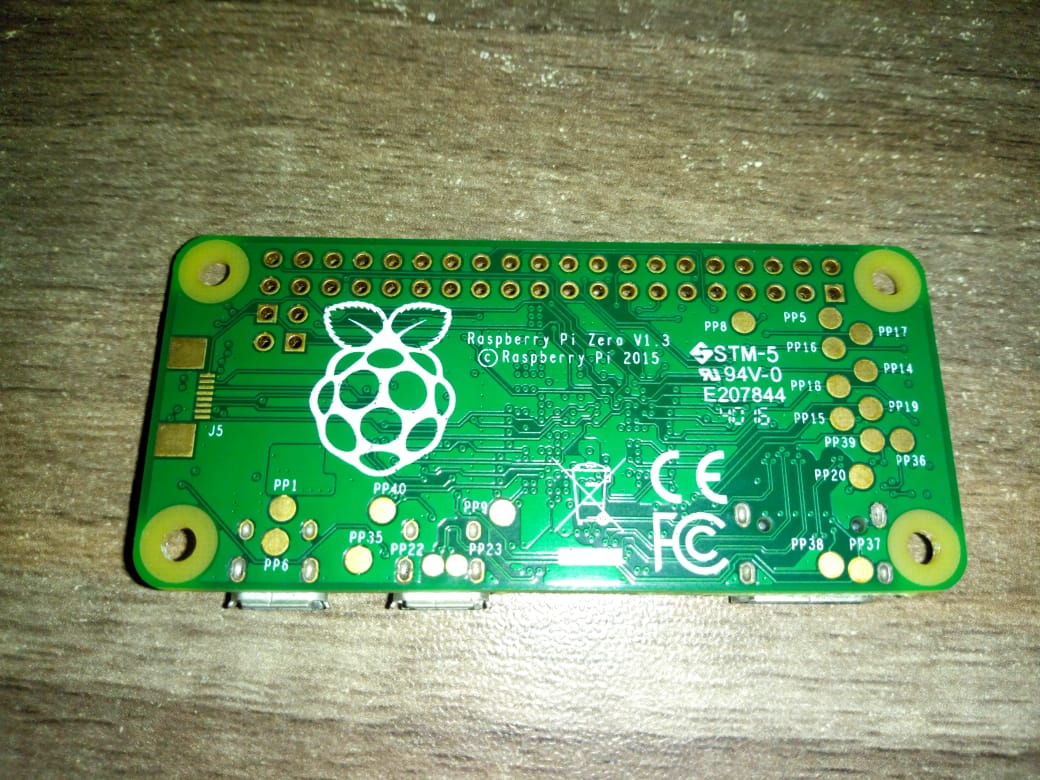 Raspberry Pi Zero V1.3
©Raspberry Pi 2015
STM-5
94V-0
E207844
40 16
PP8
PP5
PP17
PP16
PP14
PP18
PP19
PP15
PP39
PP36
PP20
J5
PP1
PP40
PP9
PP35
PP22
PP23
PP6
PP38
PP37
CE
FC